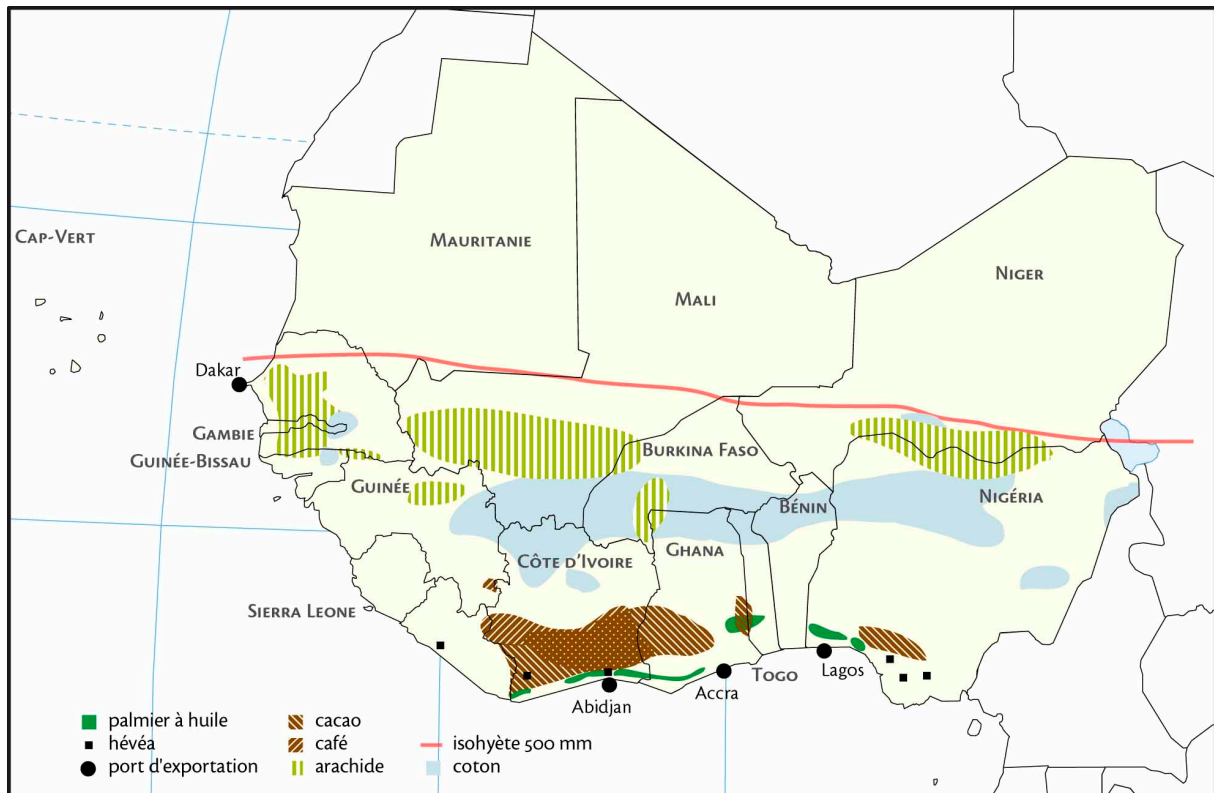 Cap-Vert
Mauritanie
Mali
Niger
Dakar
Gambie
Guinée-Bissau
Guinée
Burkina Faso
Bénin
Nigéria
Côte d'Ivoire
Ghana
Sierra Leone
Togo
Lagos
Accra
Abidjan
palmier à huile
hévéa
port d'exportation
cacao
café
arachide
isohyète 500 mm
coton